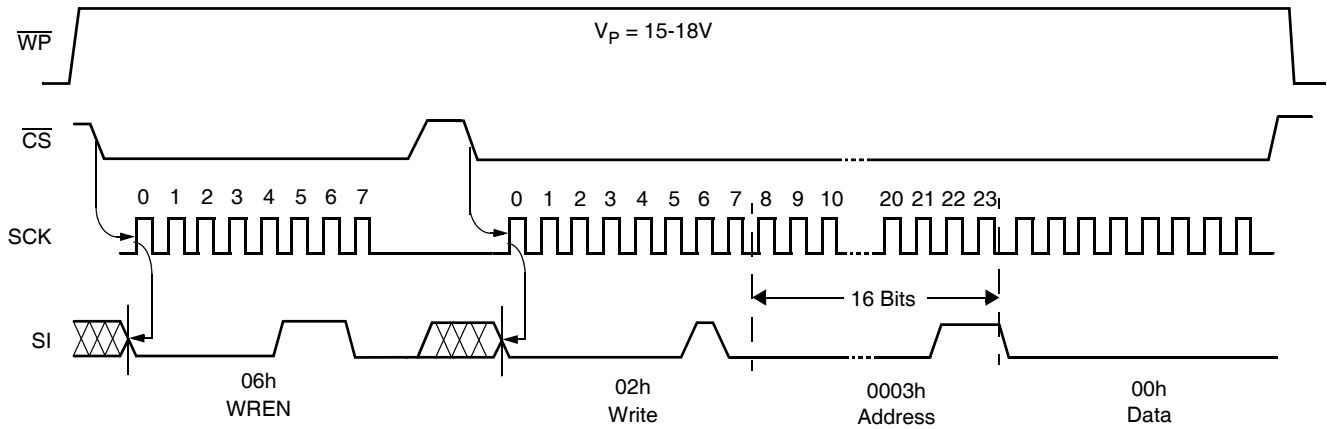 WP
V_P = 15-18V
CS
0 1 2 3 4 5 6 7
0 1 2 3 4 5 6 7 8 9 10 20 21 22 23
SCK
16 Bits
SI
06h
WREN
02h
Write
0003h
Address
00h
Data